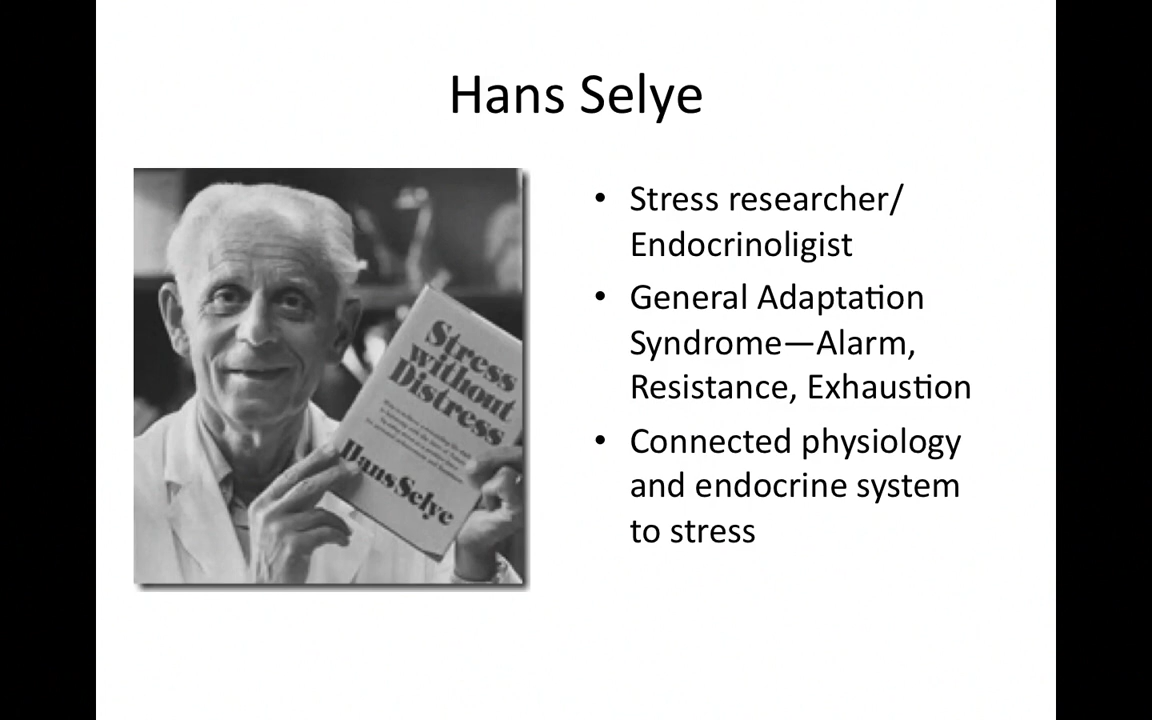 Hans Selye
Stress
without
Distress
Hans Selye
• Stress researcher/
Endocrinoligist
• General Adaptation
Syndrome—Alarm,
Resistance, Exhaustion
• Connected physiology
and endocrine system
to stress